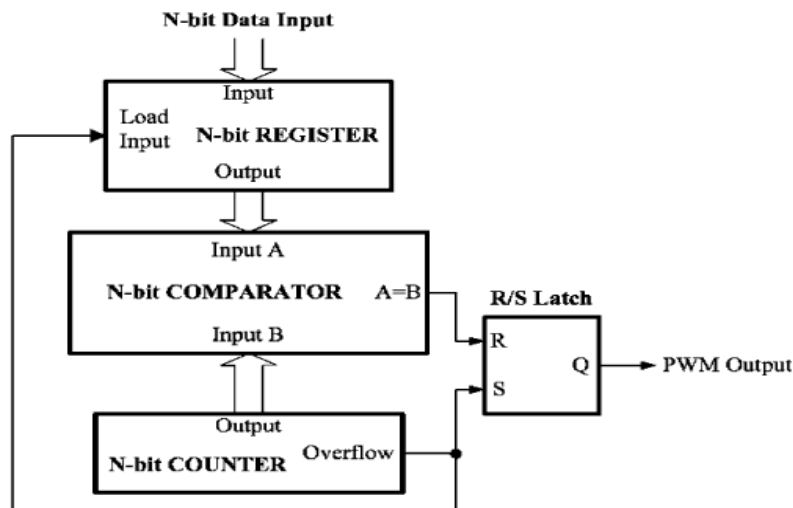 N-bit Data Input
Input
Load
Input
N-bit REGISTER
Output
Input A
N-bit COMPARATOR
A=B
Input B
R/S Latch
R
S
Q
PWM Output
Output
Overflow
N-bit COUNTER